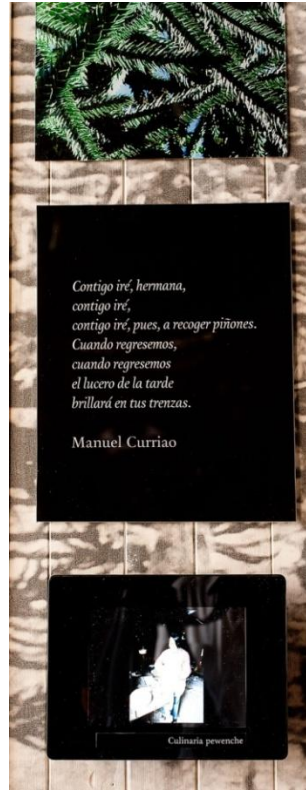 Contigo iré, hermana,
contigo iré,
contigo iré, pues, a recoger piñones.
Cuando regresemos,
cuando regresemos
el lucero de la tarde
brillará en tus trenzas.
Manuel Curriao
Culinaria pewenche